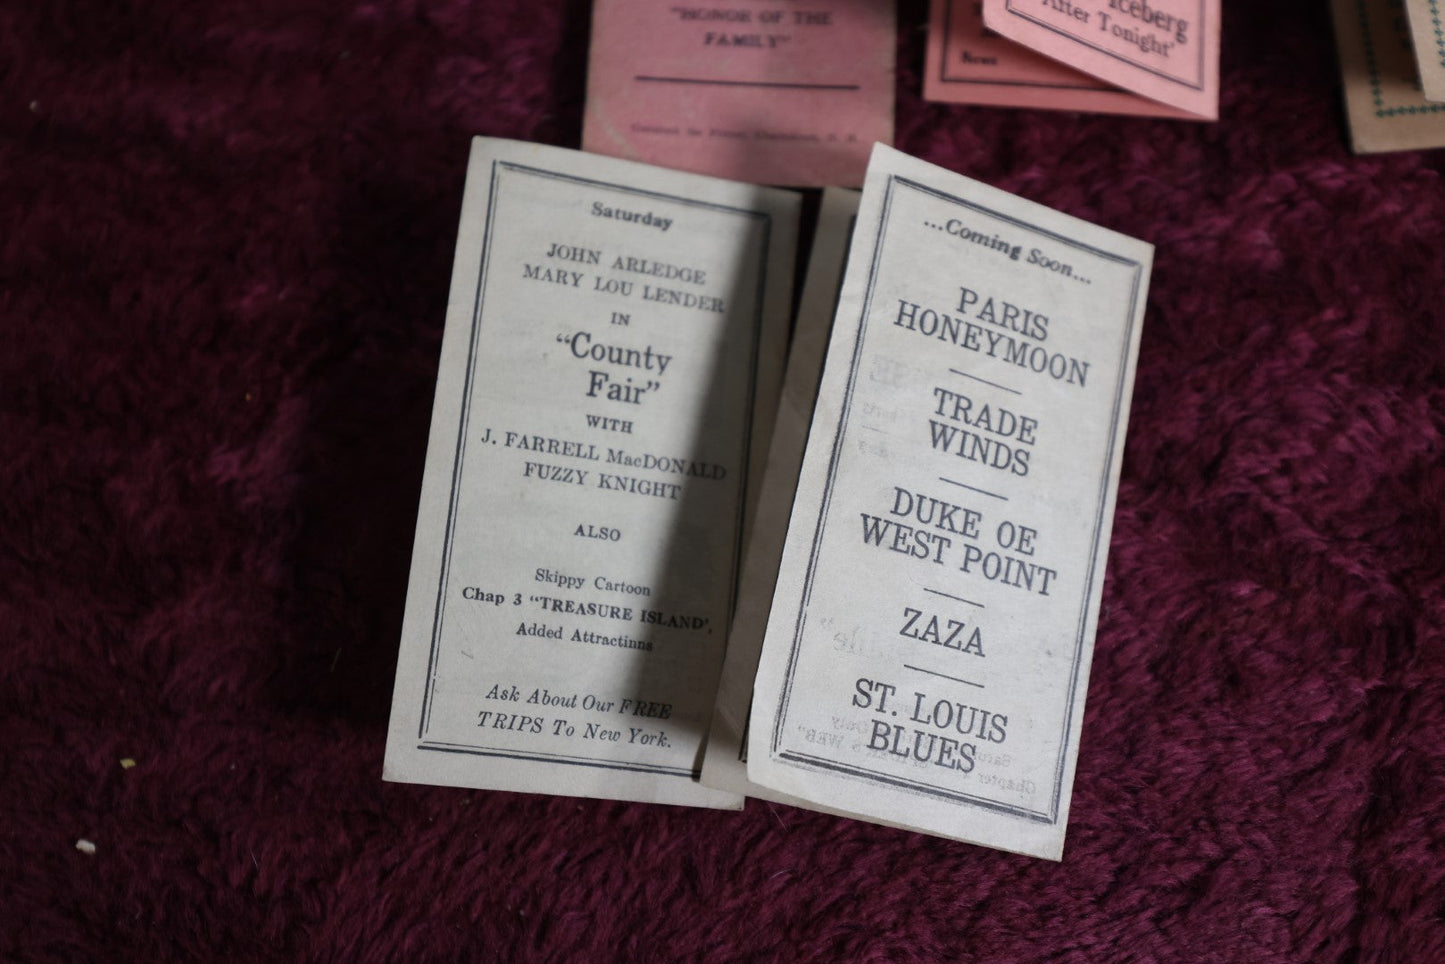 "HONOR OF THE
FAMILY"
Iceberg
'After Tonight'
News
Saturday
JOHN ARLEDGE
MARY LOU LENDER
IN
"County
Fair"
WITH
J. FARRELL MacDONALD
FUZZY KNIGHT
ALSO
Skippy Cartoon
Chap 3 "TREASURE ISLAND',
Added Attractinns
Ask About Our FREE
TRIPS To New York.
...Coming Soon...
PARIS
HONEYMOON
TRADE
WINDS
DUKE OE
WEST POINT
ZAZA
ST. LOUIS
BLUES